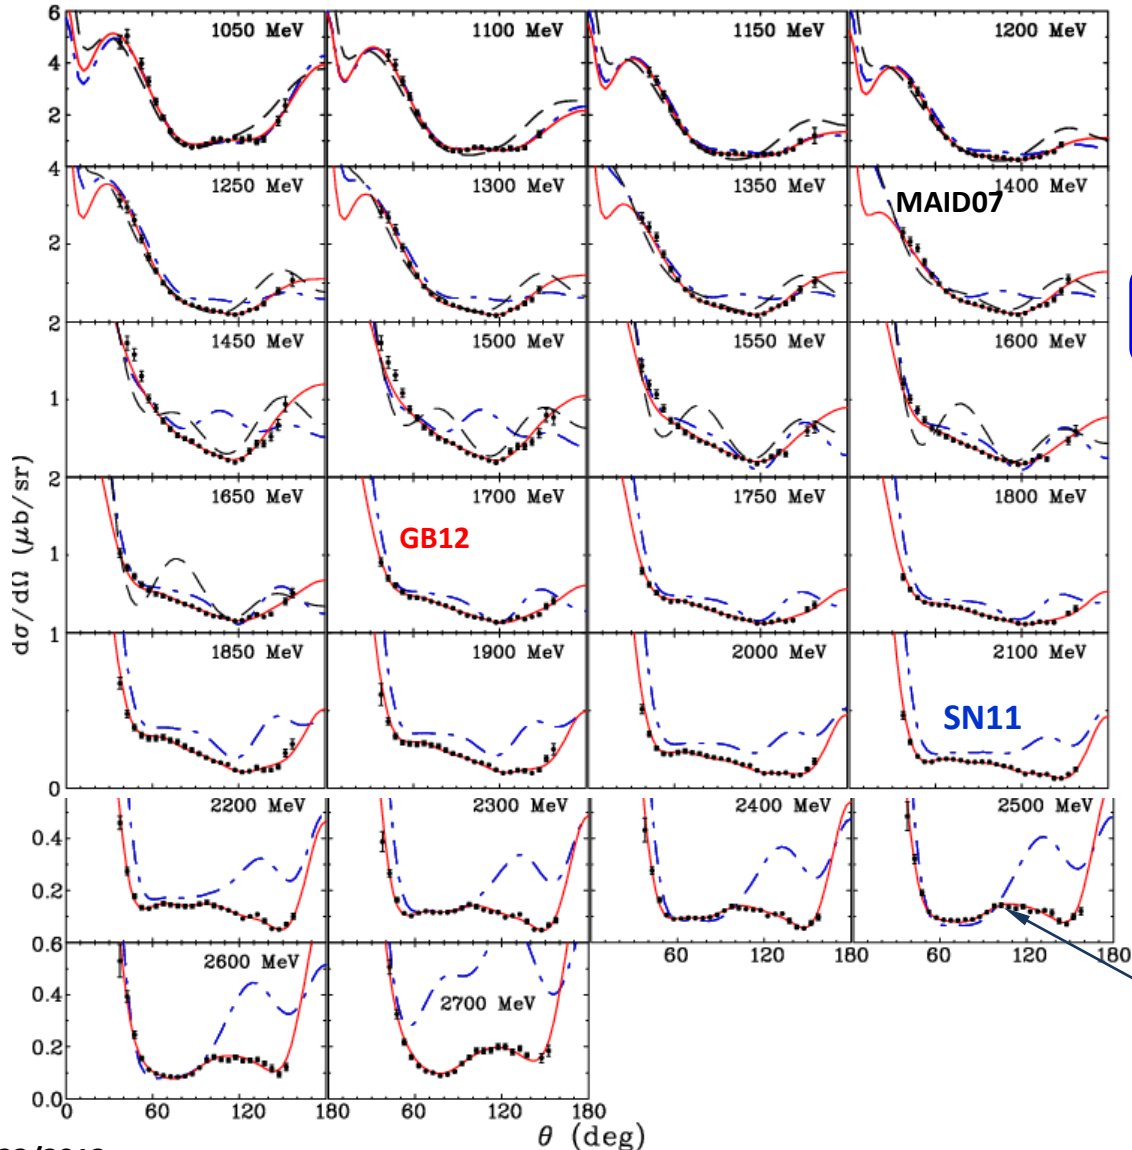 6
1050 MeV
1100 MeV
1150 MeV
1200 MeV
4
2
4
1250 MeV
1300 MeV
1350 MeV
1400 MeV
MAID07
2
2
1450 MeV
1500 MeV
1550 MeV
1600 MeV
1
2
1650 MeV
1700 MeV
1750 MeV
1800 MeV
GB12
1
dσ/dΩ (μb/sr)
1
1850 MeV
1900 MeV
2000 MeV
2100 MeV
SN11
0
2200 MeV
2300 MeV
2400 MeV
2500 MeV
0.4
0.2
0.6
60
120
180
60
120
180
2600 MeV
2700 MeV
0.4
0.2
0.0
0
60
120
180
60
120
180
θ (deg)